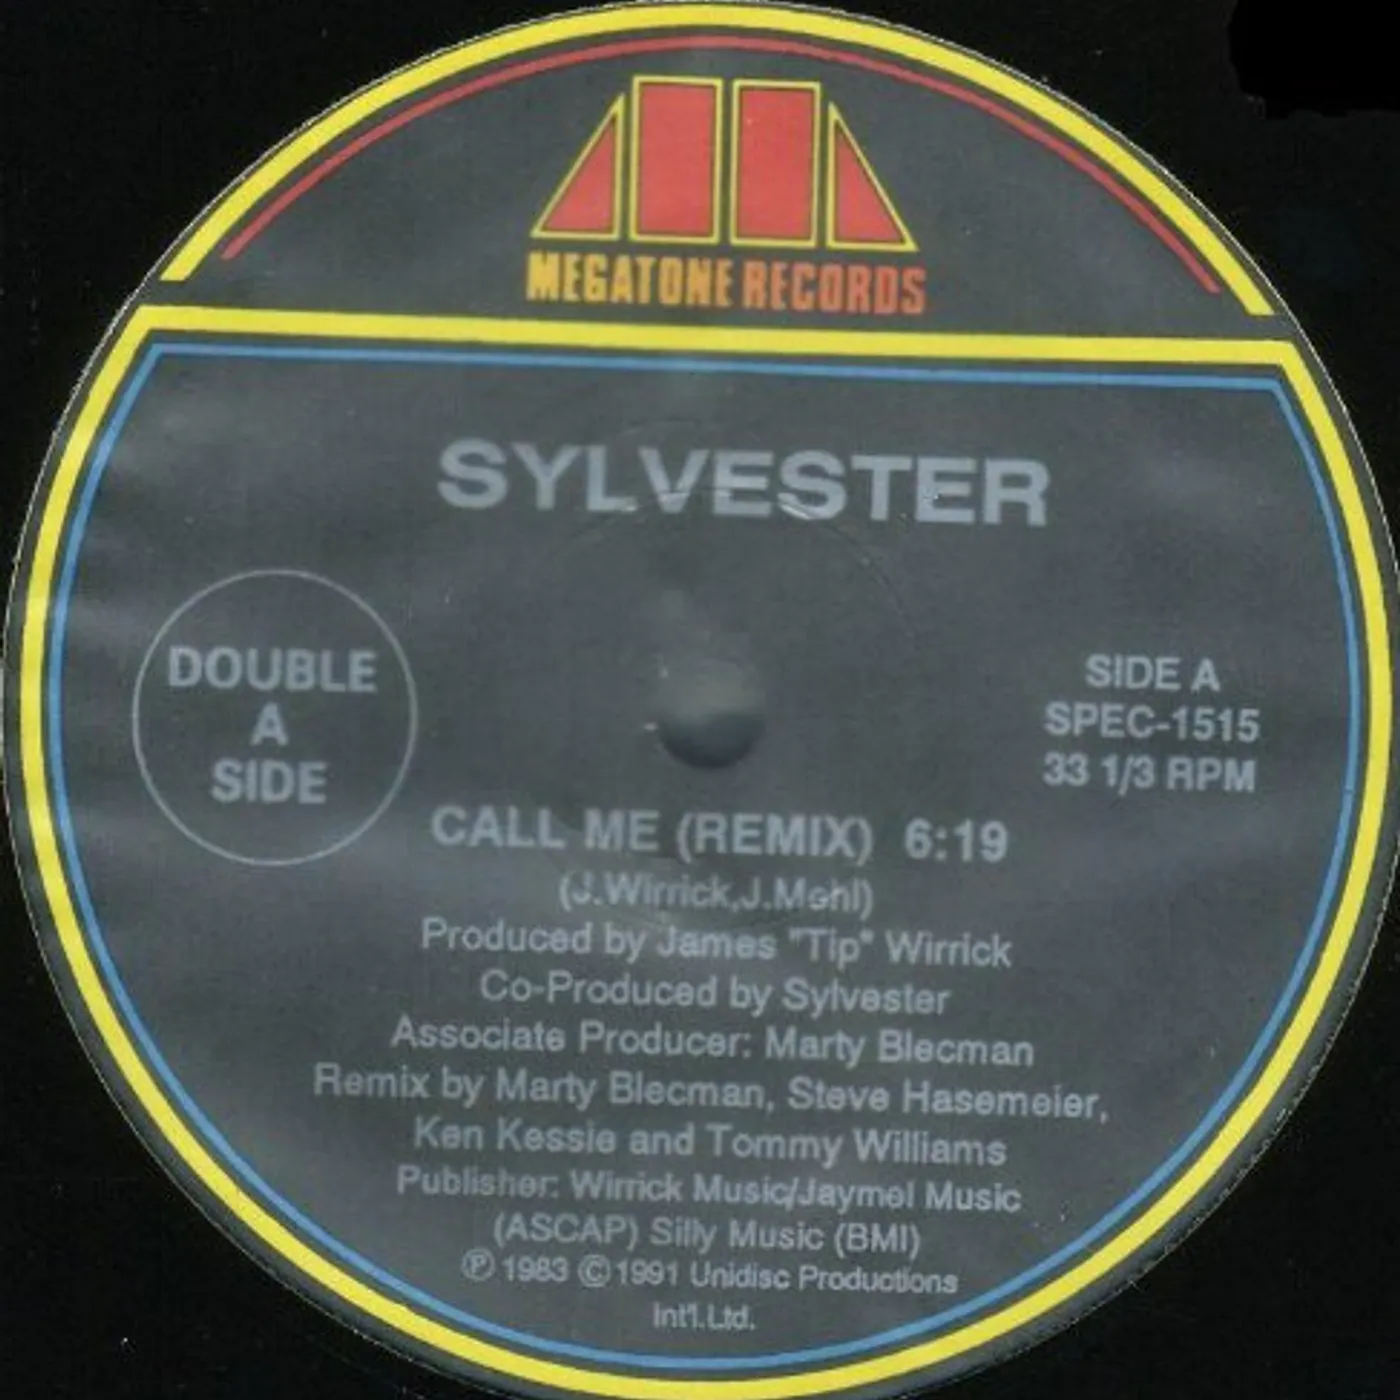 MEGATONE RECORDS
SYLVESTER
DOUBLE
A
SIDE
SIDE A
SPEC-1515
33 1/3 RPM
CALL ME (REMIX) 6:19
(J.Wirrick,J.Mehl)
Produced by James "Tip" Wirrick
Co-Produced by Sylvester
Associate Producer: Marty Blecman
Remix by Marty Blecman, Steve Hasemeier,
Ken Kessie and Tommy Williams
Publisher: Wirrick Music/Jaymel Music
(ASCAP) Silly Music (BMI)
℗ 1983 © 1991 Unidisc Productions
Int'l.Ltd.